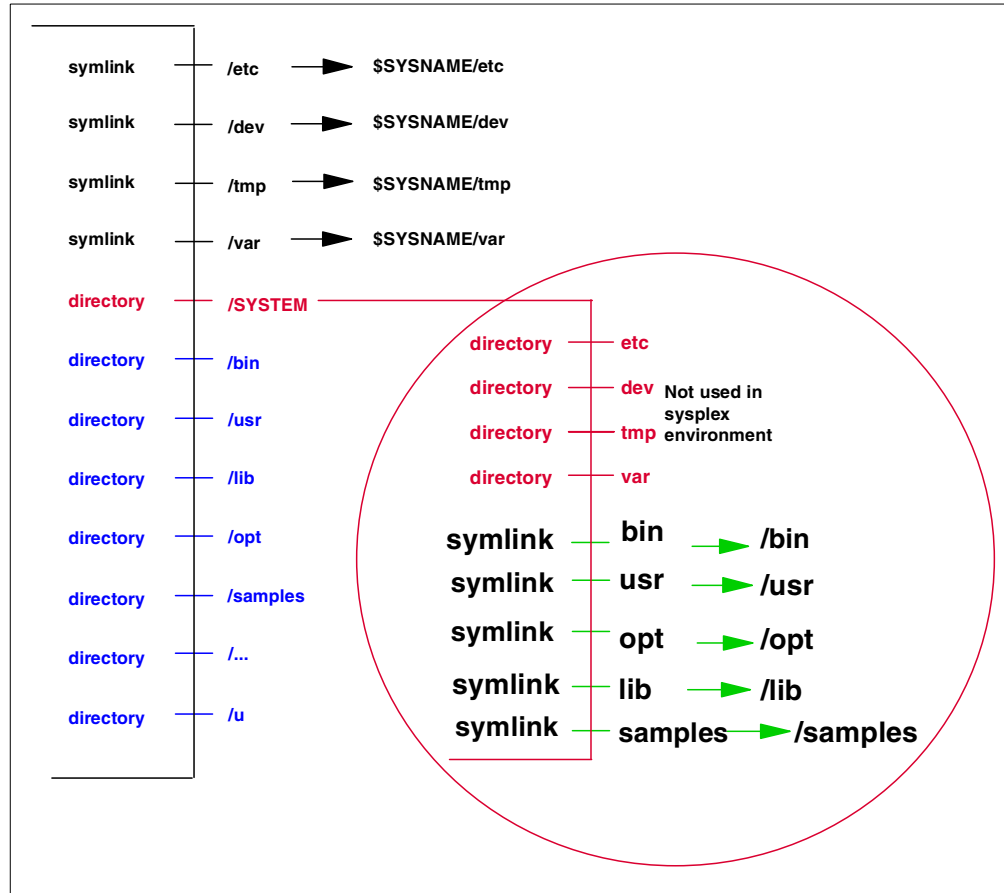 symlink /etc $SYSNAME/etc
symlink /dev $SYSNAME/dev
symlink /tmp $SYSNAME/tmp
symlink /var $SYSNAME/var
directory /SYSTEM
directory /bin
directory /usr
directory /lib
directory /opt
directory /samples
directory /...
directory /u
directory etc
directory dev
directory tmp
directory var
Not used in
sysplex
environment
symlink bin /bin
symlink usr /usr
symlink opt /opt
symlink lib /lib
symlink samples /samples